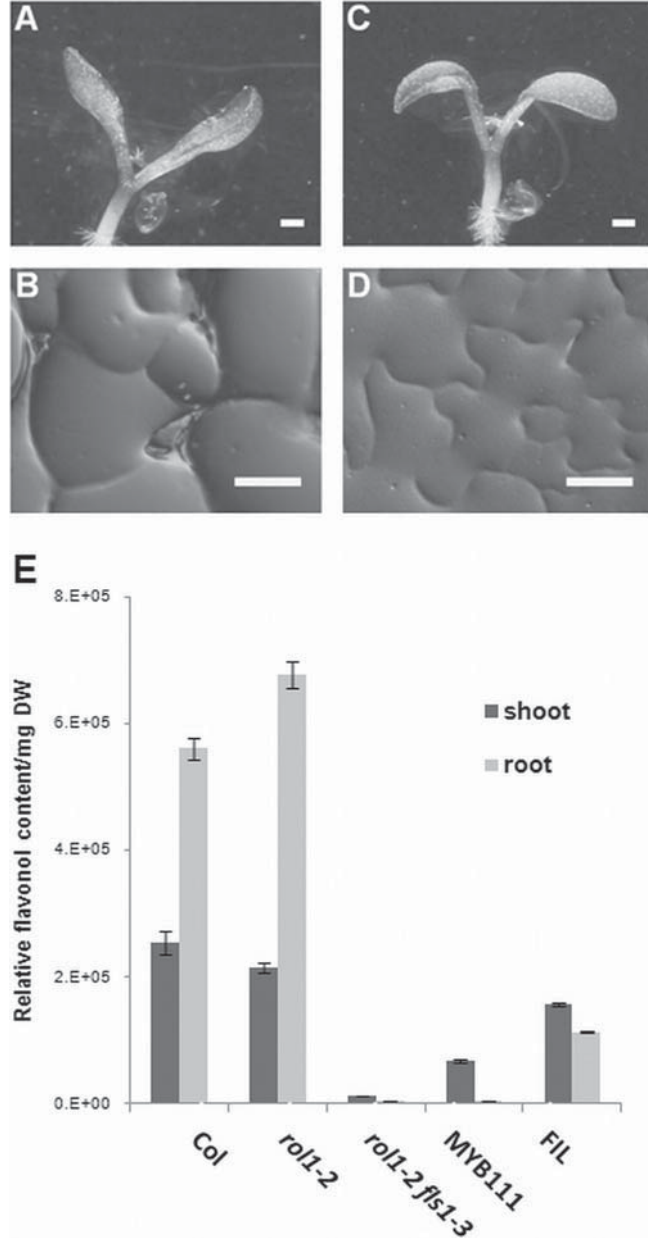 A
C
B
D
E
8.E+05
6.E+05
4.E+05
2.E+05
0.E+00
Relative flavonol content/mg DW
shoot
root
Col
rol1-2
rol1-2 fls1-3
MYB111
FIL